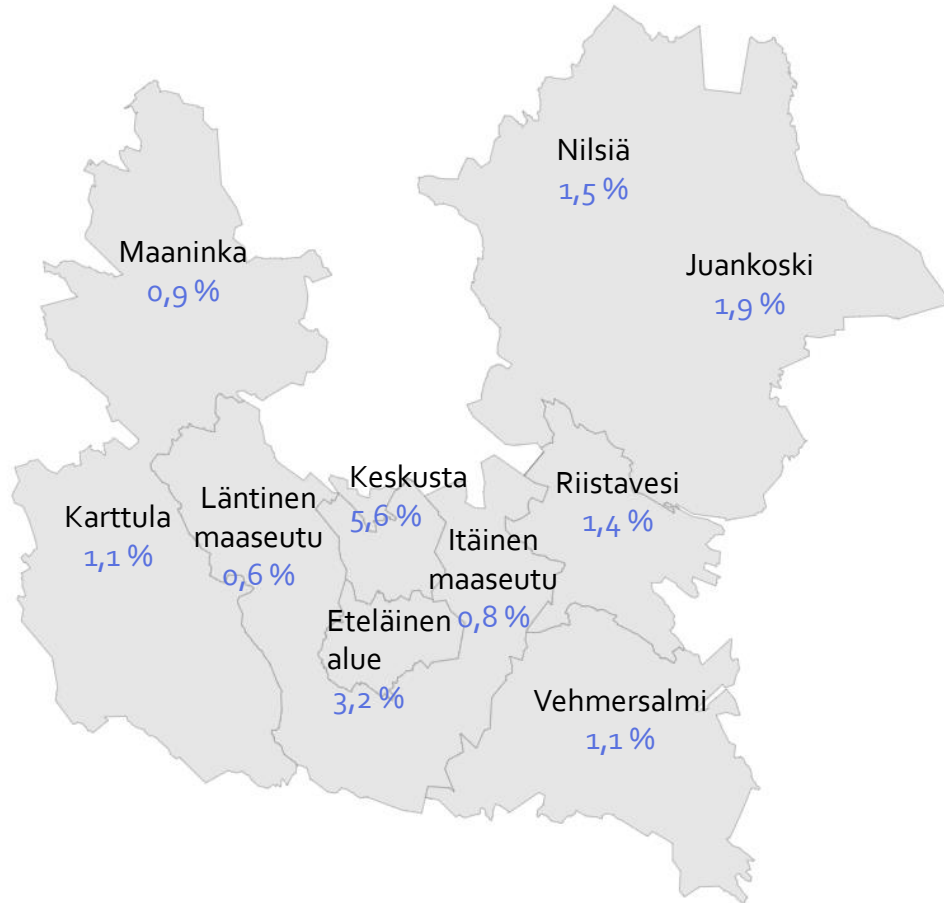 Nilsiä
1,5 %
Maaninka
0,9 %
Juankoski
1,9 %
Keskusta
5,6 %
Riistavesi
1,4 %
Läntinen
maaseutu
0,6 %
Karttula
1,1 %
Itäinen
maaseutu
0,8 %
Eteläinen
alue
3,2 %
Vehmersalmi
1,1 %